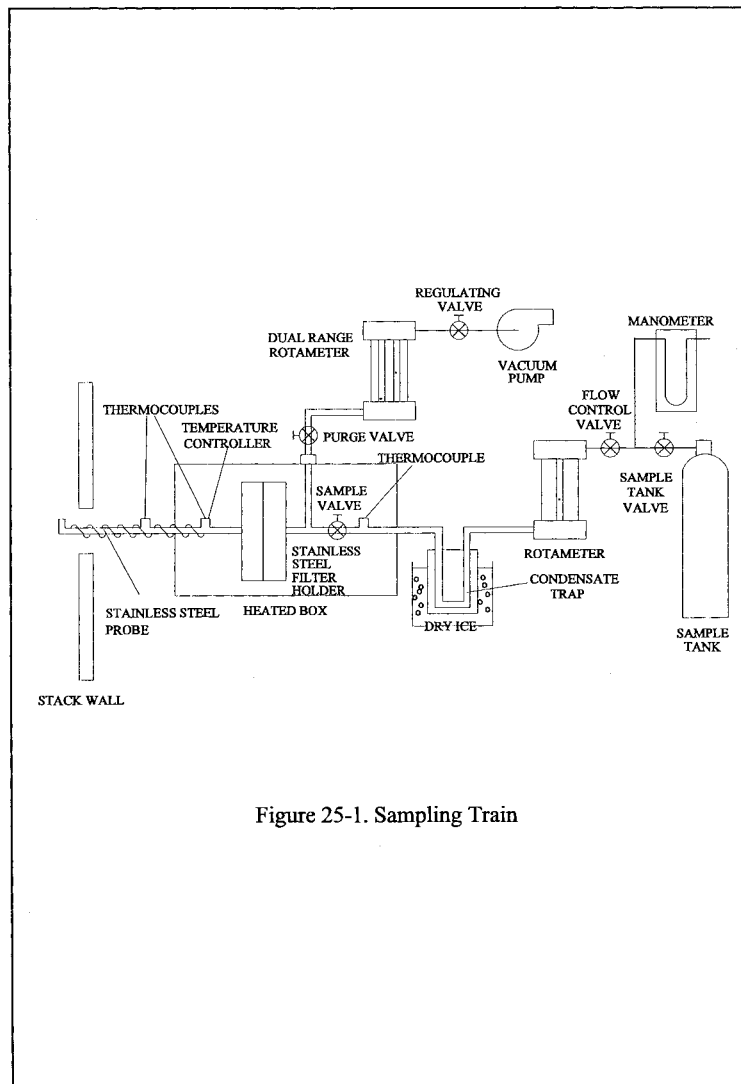 REGULATING
VALVE
DUAL RANGE
ROTAMETER
VACUUM
PUMP
MANOMETER
THERMOCOUPLES
TEMPERATURE
CONTROLLER
PURGE VALVE
THERMOCOUPLE
FLOW
CONTROL
VALVE
SAMPLE
VALVE
SAMPLE
TANK
VALVE
STAINLESS
STEEL
FILTER
HOLDER
ROTAMETER
CONDENSATE
TRAP
STAINLESS STEEL
PROBE
HEATED BOX
DRY ICE
SAMPLE
TANK
STACK WALL
Figure 25-1. Sampling Train